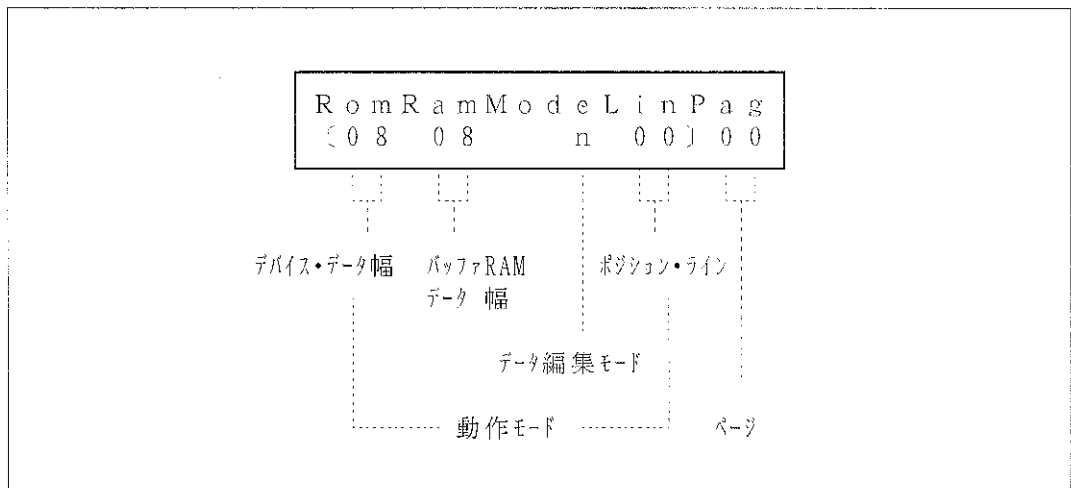 RomRamModeLinPag
〔08 08 n 00〕00
デバイス・データ幅 バッファRAM ポジション・ライン
データ 幅
データ編集モード
動作モード ページ